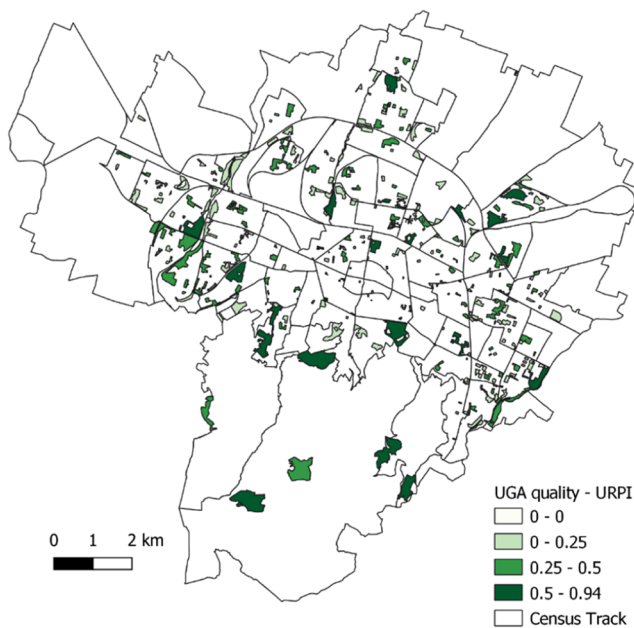 UGA quality - URPI
0 - 0
0 - 0.25
0.25 - 0.5
0.5 - 0.94
Census Track
0 1 2 km